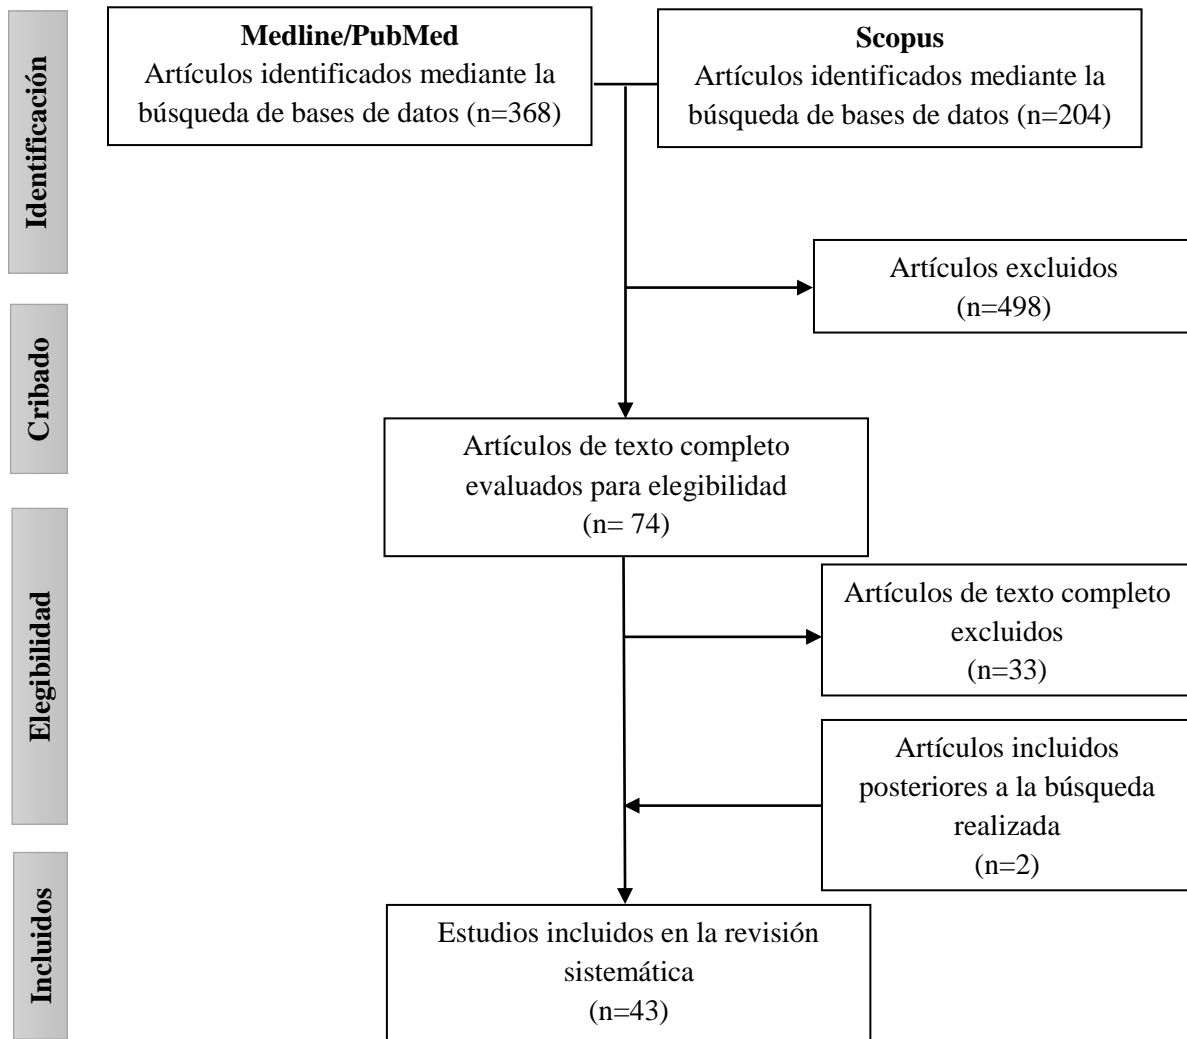 Identificación
Medline/PubMed
Artículos identificados mediante la
búsqueda de bases de datos (n=368)
Scopus
Artículos identificados mediante la
búsqueda de bases de datos (n=204)
Artículos excluidos
(n=498)
Cribado
Artículos de texto completo
evaluados para elegibilidad
(n= 74)
Elegibilidad
Artículos de texto completo
excluidos
(n=33)
Artículos incluidos
posteriores a la búsqueda
realizada
(n=2)
Incluidos
Estudios incluidos en la revisión
sistemática
(n=43)